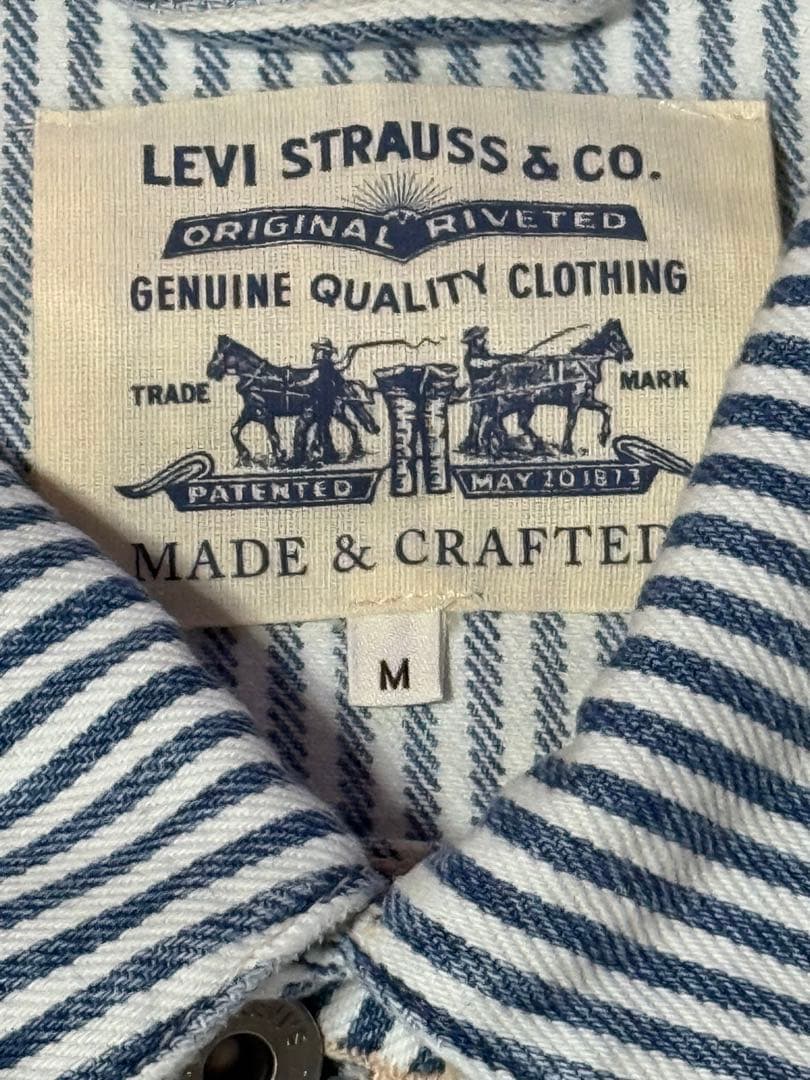 LEVI STRAUSS & CO.
ORIGINAL RIVETED
GENUINE QUALITY CLOTHING
TRADE MARK
PATENTED MAY 20 1873
MADE & CRAFTED
M